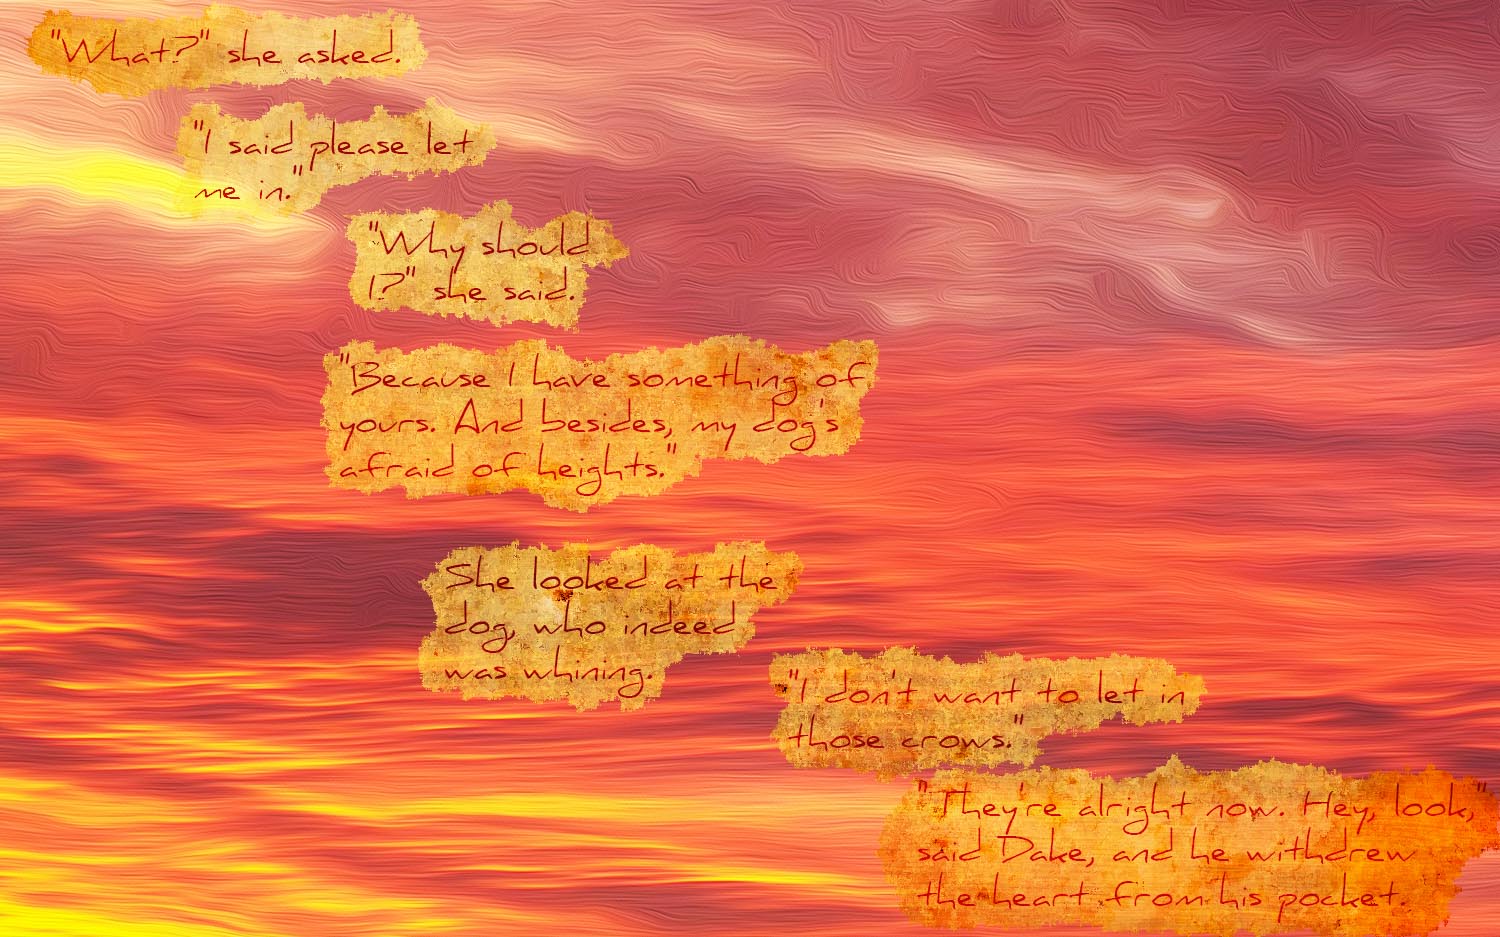 "What?" she asked.
"I said please let
me in."
"Why should
I?" she said.
"Because I have something of
yours. And besides, my dog's
afraid of heights."
She looked at the
dog, who indeed
was whining.
"I don't want to let in
those crows."
"They're alright now. Hey, look,"
said Dake, and he withdrew
the heart from his pocket.